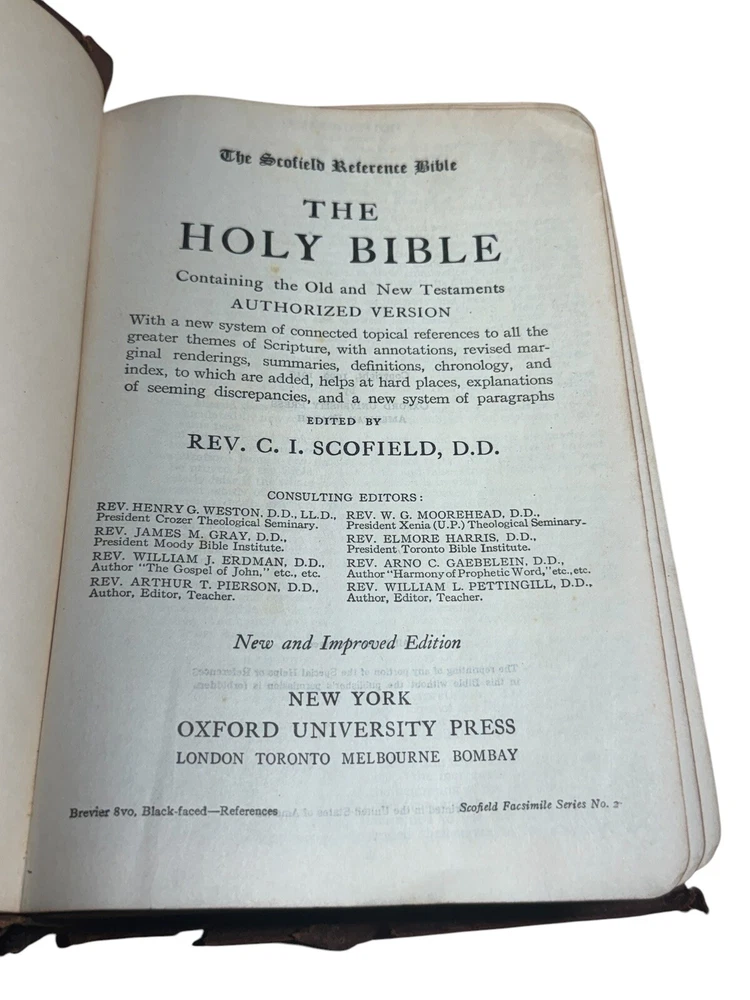 The Scofield Reference Bible
THE
HOLY BIBLE
Containing the Old and New Testaments
AUTHORIZED VERSION
With a new system of connected topical references to all the
greater themes of Scripture, with annotations, revised mar-
ginal renderings, summaries, definitions, chronology, and
index, to which are added, helps at hard places, explanations
of seeming discrepancies, and a new system of paragraphs
EDITED BY
REV. C. I. SCOFIELD, D.D.
CONSULTING EDITORS:
REV. HENRY G. WESTON, D.D., LL.D.,
President Crozer Theological Seminary.
REV. JAMES M. GRAY, D.D.,
President Moody Bible Institute.
REV. WILLIAM J. ERDMAN, D.D.,
Author "The Gospel of John," etc., etc.
REV. ARTHUR T. PIERSON, D.D.,
Author, Editor, Teacher.
REV. W. G. MOOREHEAD, D.D.,
President Xenia (U.P.) Theological Seminary.
REV. ELMORE HARRIS, D.D.,
President Toronto Bible Institute.
REV. ARNO C. GAEBELEIN, D.D.,
Author "Harmony of Prophetic Word," etc., etc.
REV. WILLIAM L. PETTINGILL, D.D.,
Author, Editor, Teacher.
New and Improved Edition
NEW YORK
OXFORD UNIVERSITY PRESS
LONDON TORONTO MELBOURNE BOMBAY
Brevier 8vo, Black-faced—References
Scofield Facsimile Series No. 2